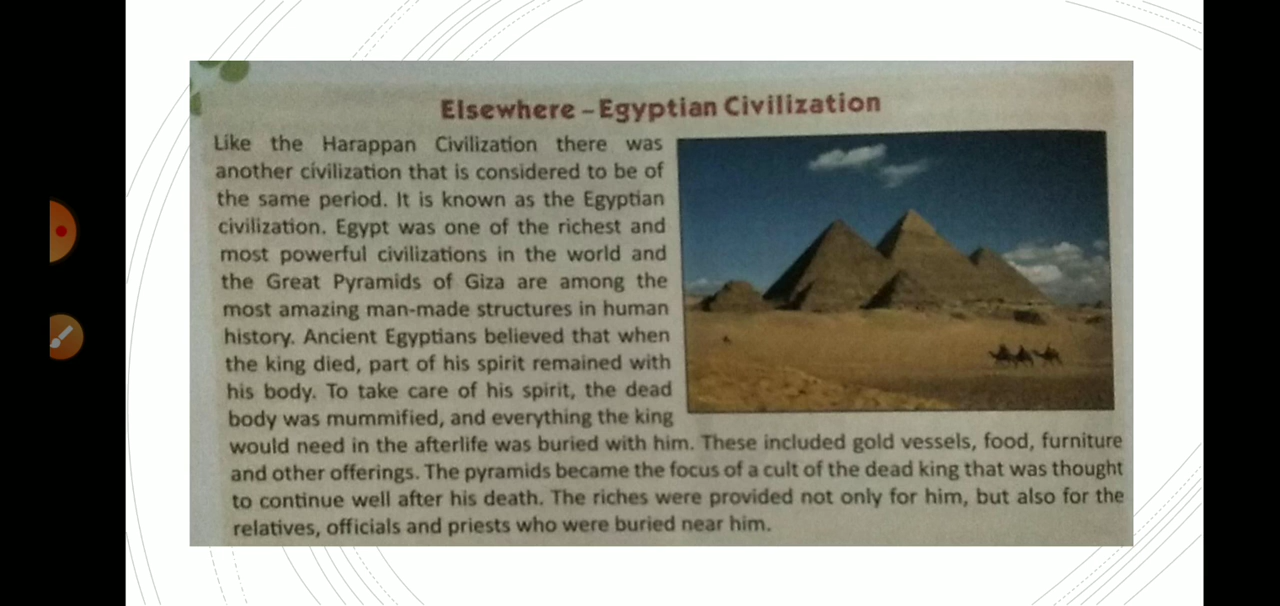 Elsewhere – Egyptian Civilization
Like the Harappan Civilization there was
another civilization that is considered to be of
the same period. It is known as the Egyptian
civilization. Egypt was one of the richest and
most powerful civilizations in the world and
the Great Pyramids of Giza are among the
most amazing man-made structures in human
history. Ancient Egyptians believed that when
the king died, part of his spirit remained with
his body. To take care of his spirit, the dead
body was mummified, and everything the king
would need in the afterlife was buried with him. These included gold vessels, food, furniture
and other offerings. The pyramids became the focus of a cult of the dead king that was thought
to continue well after his death. The riches were provided not only for him, but also for the
relatives, officials and priests who were buried near him.